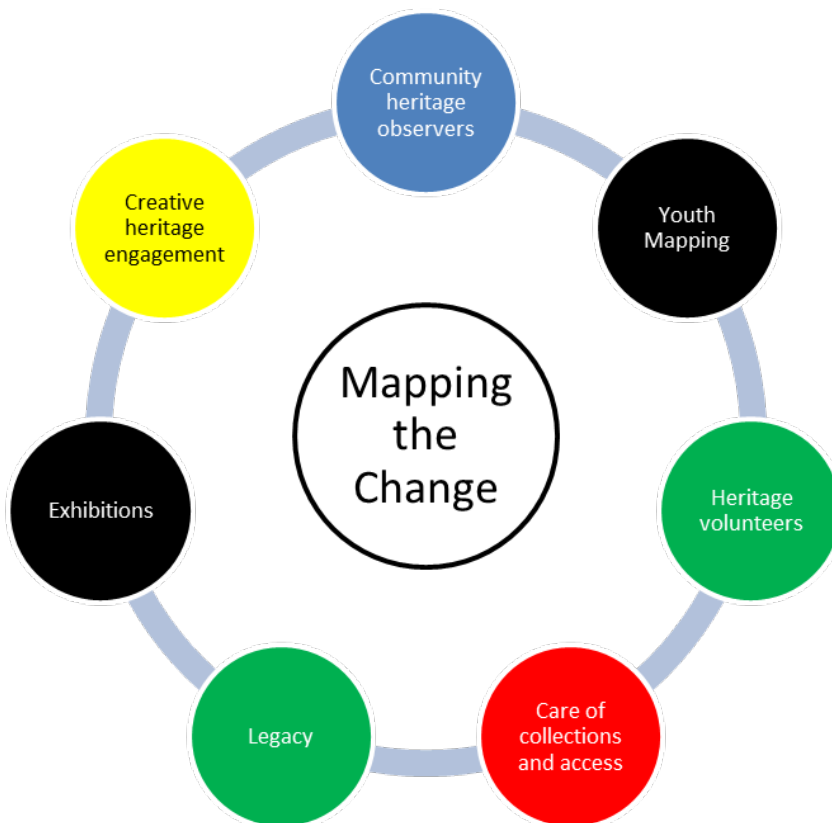 Community
heritage
observers
Youth
Mapping
Heritage
volunteers
Care of
collections
and access
Legacy
Exhibitions
Creative
heritage
engagement
Mapping
the
Change